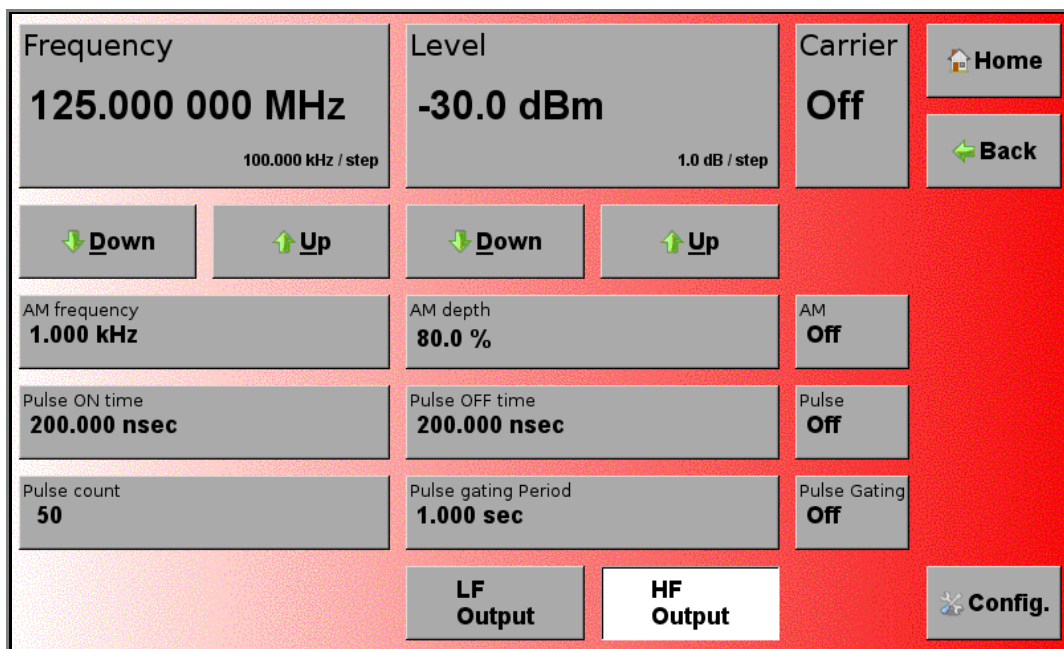 Frequency
125.000 000 MHz
100.000 kHz / step
Level
-30.0 dBm
1.0 dB / step
Carrier
Off
Home
Back
Down
Up
Down
Up
AM frequency
1.000 kHz
AM depth
80.0 %
AM
Off
Pulse ON time
200.000 nsec
Pulse OFF time
200.000 nsec
Pulse
Off
Pulse count
50
Pulse gating Period
1.000 sec
Pulse Gating
Off
LF
Output
HF
Output
Config.